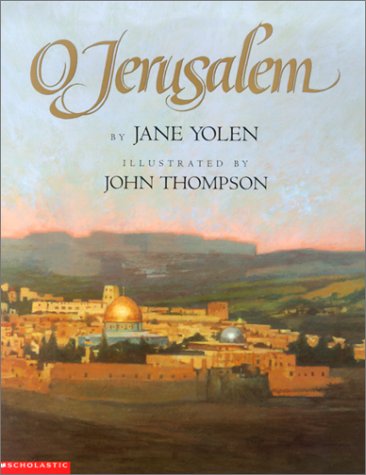 O Jerusalem
BY JANE YOLEN
ILLUSTRATED BY
JOHN THOMPSON
SCHOLASTIC